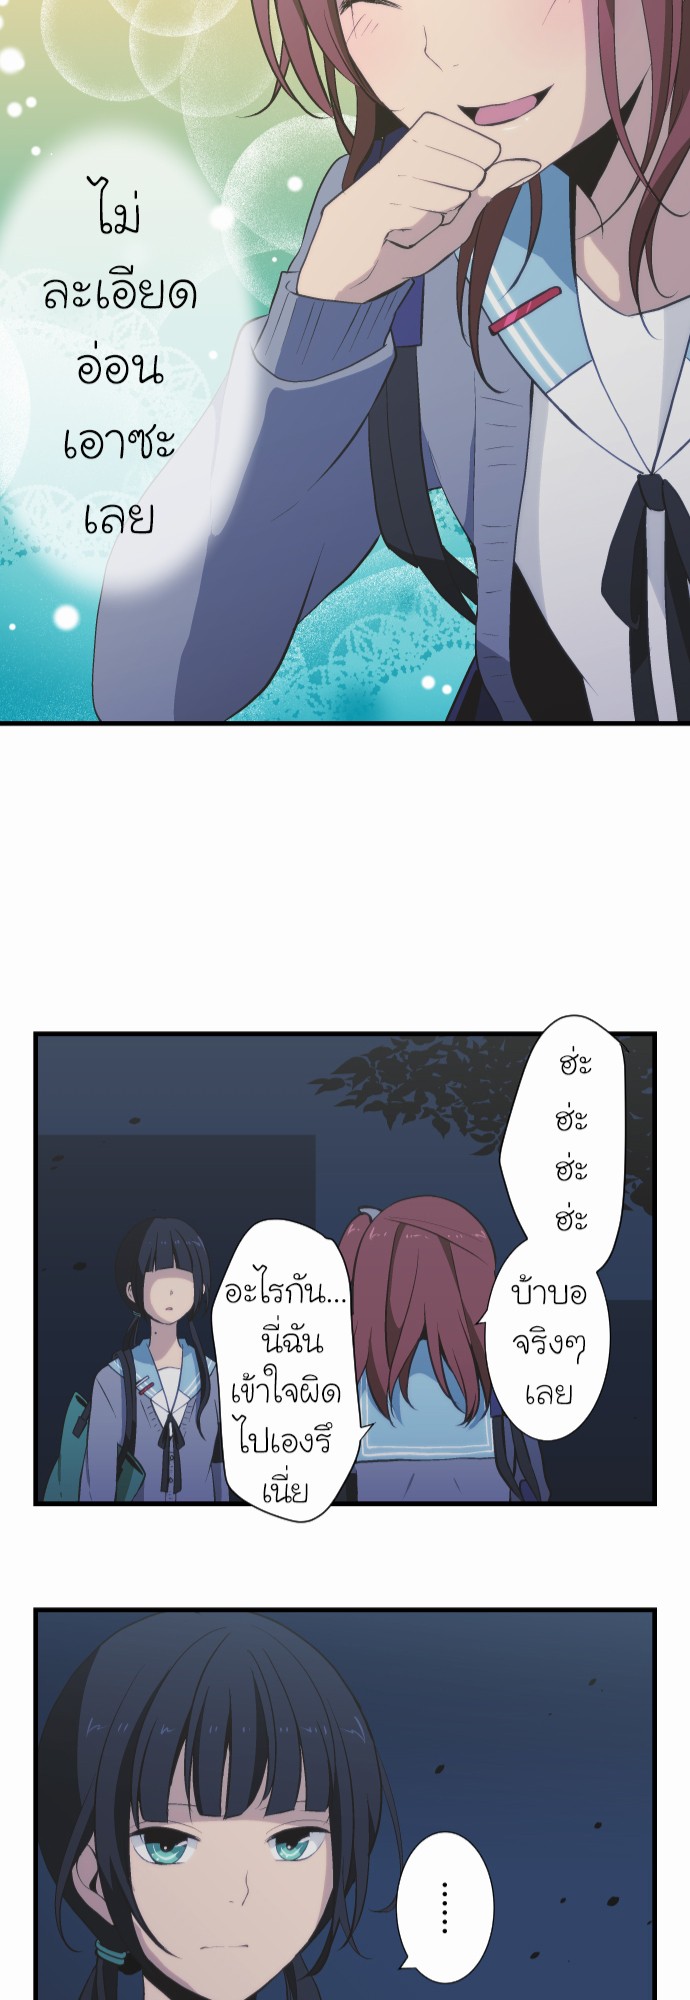 ไม่
ละเอียด
อ่อน
เอาซะ
เลย
ฮ่ะ
ฮ่ะ
ฮ่ะ
ฮ่ะ
บ้าบอ
จริงๆ
เลย
อะไรกัน...
นี่ฉัน
เข้าใจผิด
ไปเองรึ
เนี่ย
......